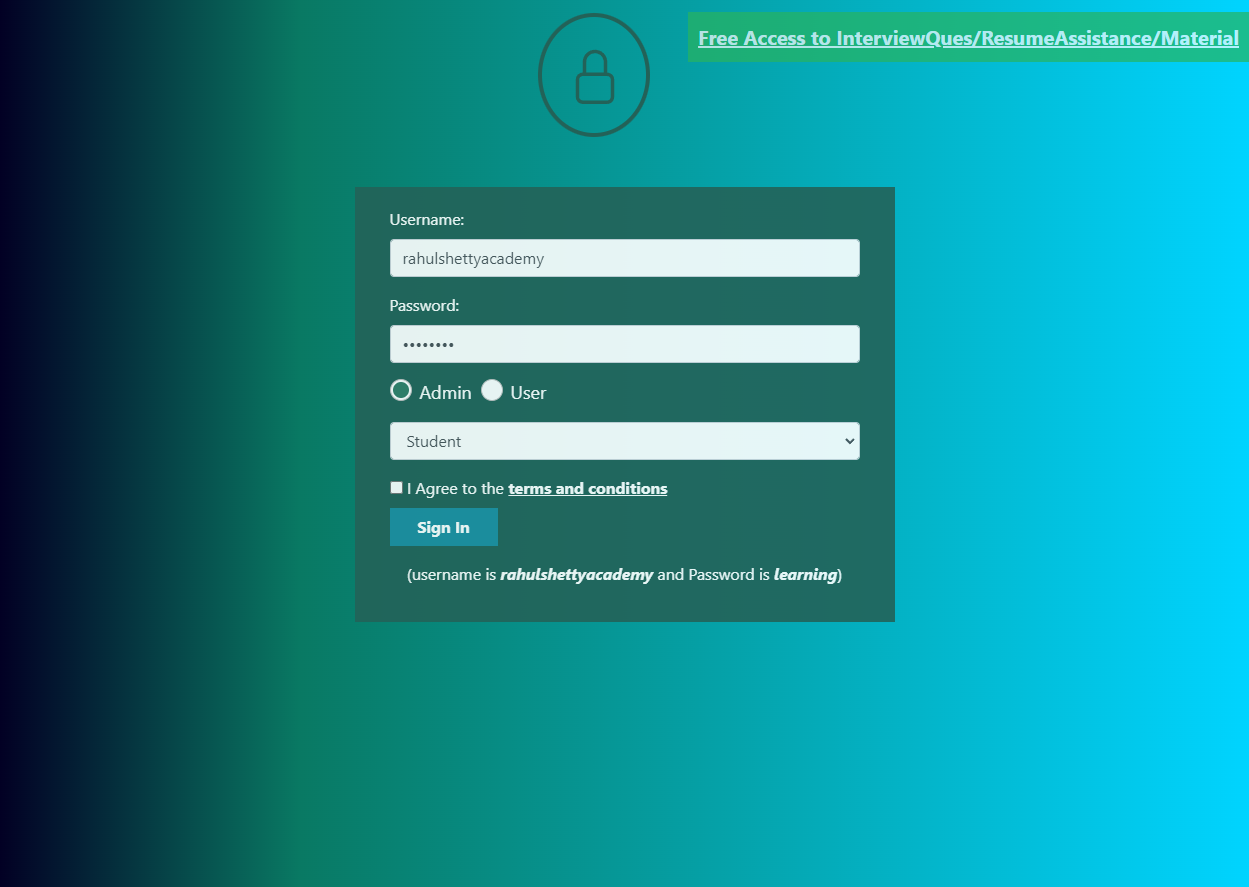 Free Access to InterviewQues/ResumeAssistance/Material
Username:
rahulshettyacademy
Password:
••••••••
Admin User
Student
I Agree to the terms and conditions
Sign In
(username is rahulshettyacademy and Password is learning)